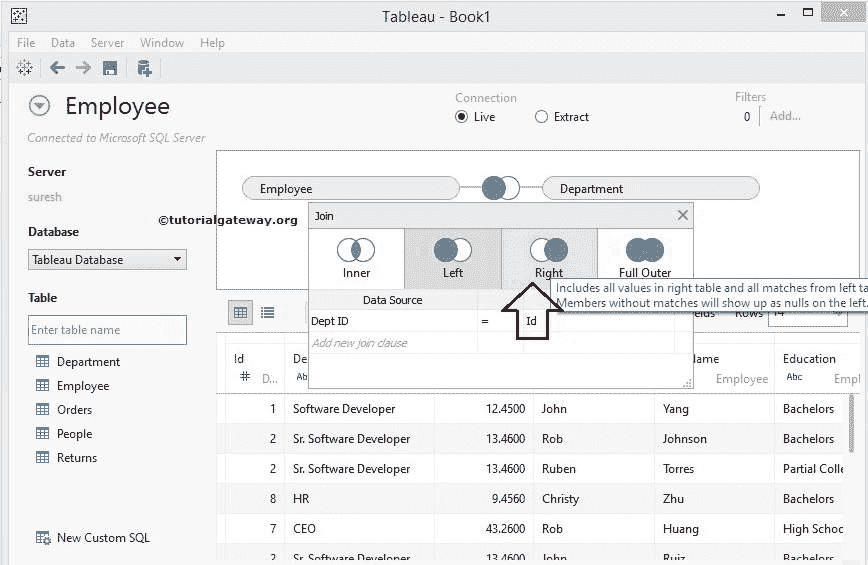 Tableau - Book1
File Data Server Window Help
Employee
Connected to Microsoft SQL Server
Connection
Live
Extract
Filters
0 Add...
Server
suresh
Database
Tableau Database
Table
Enter table name
Department
Employee
Orders
People
Returns
New Custom SQL
Employee
Department
©tutorialgateway.org
Join
Inner
Left
Right
Full Outer
Includes all values in right table and all matches from left ta
Members without matches will show up as nulls on the left.
Data Source
Dept ID = Id
Add new join clause
Rows
Id
# D...
De
Ab
ame
Employee
Education
Abc Empl
1 Software Developer 12.4500 John Yang Bachelors
2 Sr. Software Developer 13.4600 Rob Johnson Bachelors
2 Sr. Software Developer 13.4600 Ruben Torres Partial Colle
8 HR 9.4560 Christy Zhu Bachelors
7 CEO 43.2600 Rob Huang High Schoo
2 Sr. Software Developer 13.4600 John Ruiz Bachelors